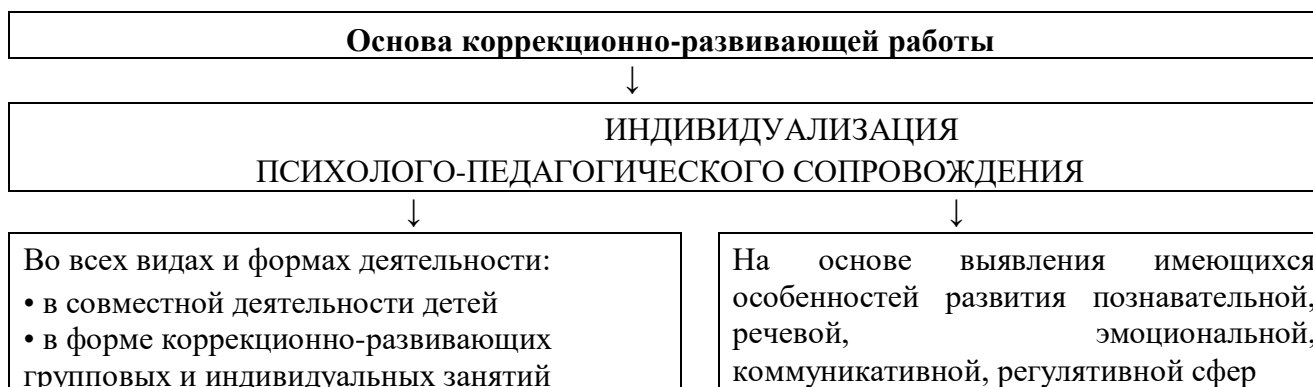 Основа коррекционно-развивающей работы
↓
ИНДИВИДУАЛИЗАЦИЯ
ПСИХОЛОГО-ПЕДАГОГИЧЕСКОГО СОПРОВОЖДЕНИЯ
↓ ↓
Во всех видах и формах деятельности:
• в совместной деятельности детей
• в форме коррекционно-развивающих
групповых и индивидуальных занятий
На основе выявления имеющихся
особенностей развития познавательной,
речевой, эмоциональной,
коммуникативной, регулятивной сфер